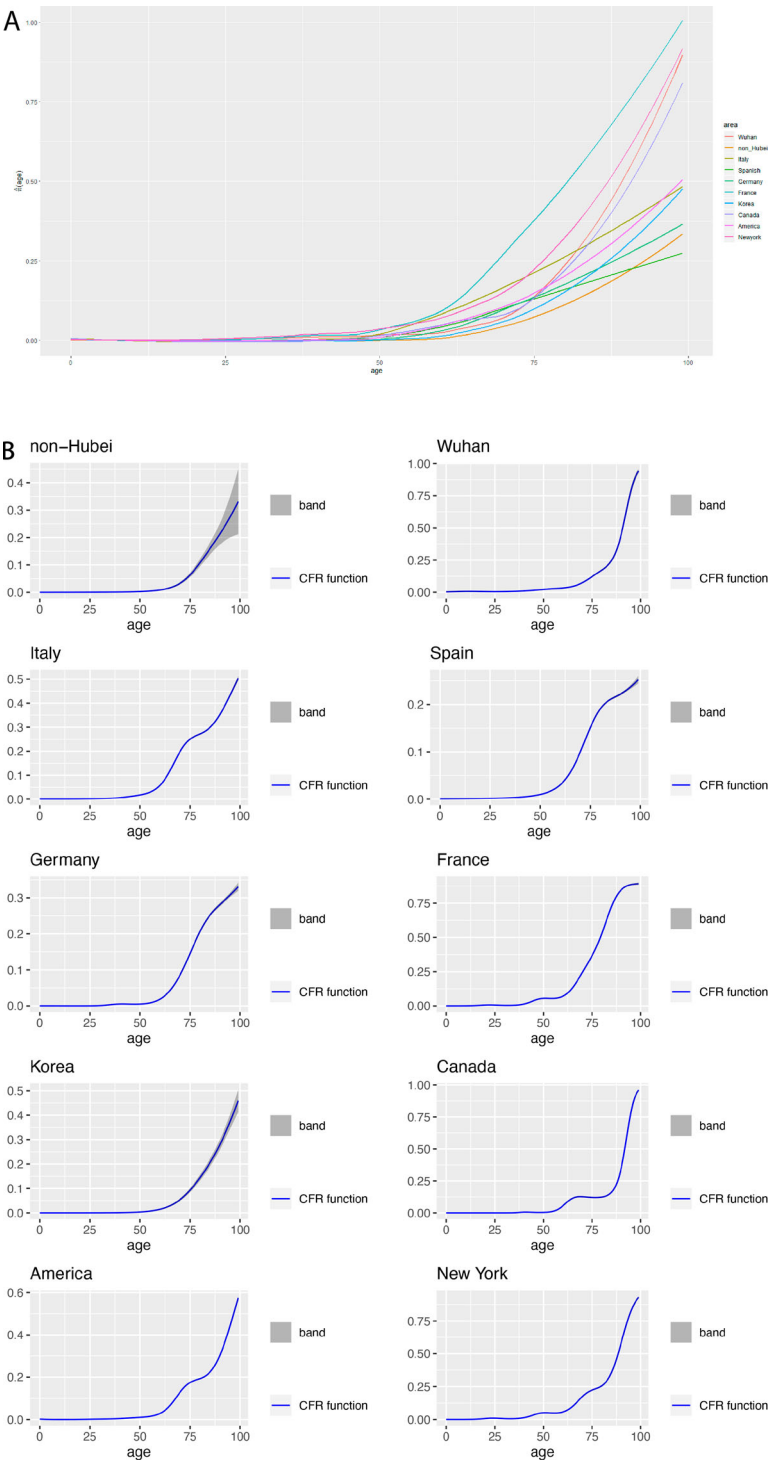 A
1.00
0.75
0.50
0.25
0.00
(age)
0
25
50
75
100
age
area
Wuhan
non_Hubei
Italy
Spanish
Germany
France
Korea
Canada
America
Newyork
B
non−Hubei
0.4
0.3
0.2
0.1
0.0
0 25 50 75 100
age
band
CFR function
Wuhan
1.00
0.75
0.50
0.25
0.00
0 25 50 75 100
age
band
CFR function
Italy
0.5
0.4
0.3
0.2
0.1
0.0
0 25 50 75 100
age
band
CFR function
Spain
0.2
0.1
0.0
0 25 50 75 100
age
band
CFR function
Germany
0.3
0.2
0.1
0.0
0 25 50 75 100
age
band
CFR function
France
0.75
0.50
0.25
0.00
0 25 50 75 100
age
band
CFR function
Korea
0.5
0.4
0.3
0.2
0.1
0.0
0 25 50 75 100
age
band
CFR function
Canada
1.00
0.75
0.50
0.25
0.00
0 25 50 75 100
age
band
CFR function
America
0.6
0.4
0.2
0.0
0 25 50 75 100
age
band
CFR function
New York
0.75
0.50
0.25
0.00
0 25 50 75 100
age
band
CFR function